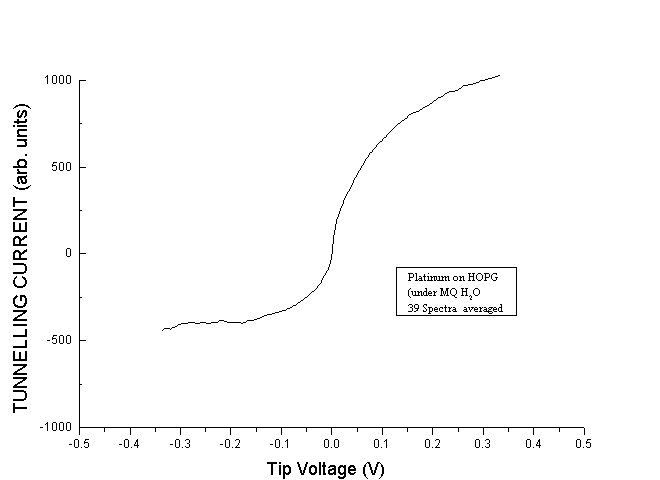 TUNNELLING CURRENT (arb. units)
1000
500
0
-500
-1000
Platinum on HOPG
(under MQ H₂O
39 Spectra averaged
-0.5 -0.4 -0.3 -0.2 -0.1 0.0 0.1 0.2 0.3 0.4 0.5
Tip Voltage (V)